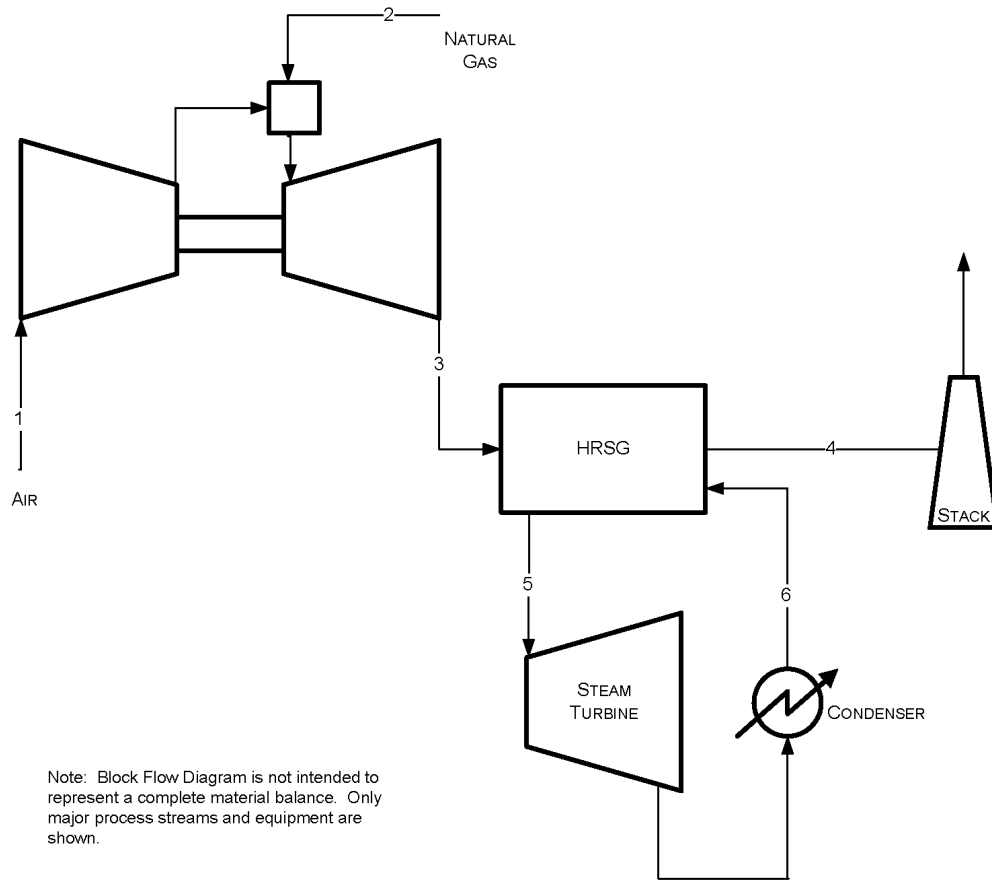 2
NATURAL
GAS
3
1
HRSG
4
AIR
STACK
5
6
STEAM
TURBINE
CONDENSER
Note: Block Flow Diagram is not intended to
represent a complete material balance. Only
major process streams and equipment are
shown.